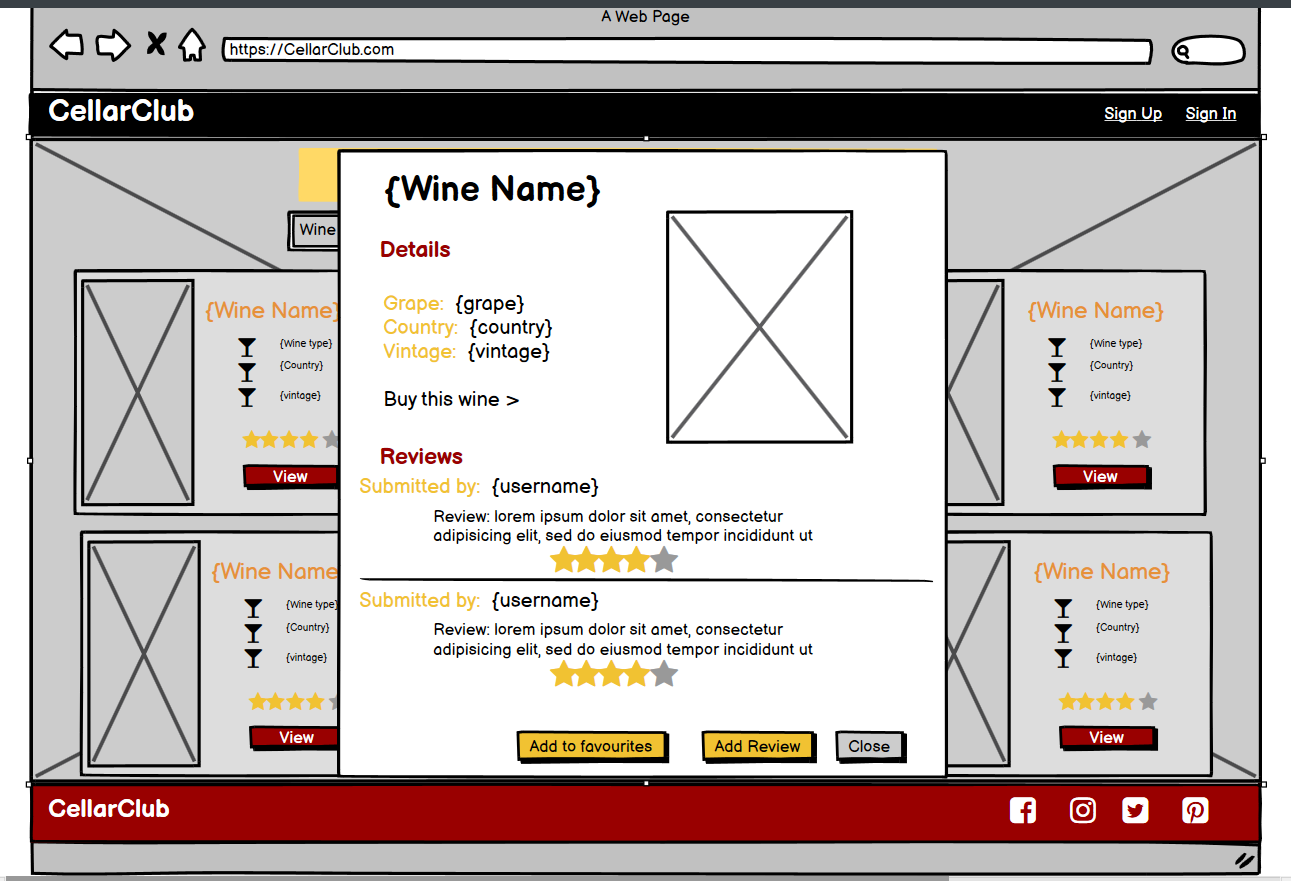 A Web Page
https://CellarClub.com
CellarClub
Sign Up Sign In
{Wine Name}
Wine
Details
Grape: {grape}
Country: {country}
Vintage: {vintage}
Buy this wine >
Reviews
Submitted by: {username}
Review: lorem ipsum dolor sit amet, consectetur
adipisicing elit, sed do eiusmod tempor incididunt ut
Submitted by: {username}
Review: lorem ipsum dolor sit amet, consectetur
adipisicing elit, sed do eiusmod tempor incididunt ut
Add to favourites Add Review Close
{Wine Name}
{Wine type}
{Country}
{vintage}
View
{Wine Name}
{Wine type}
{Country}
{vintage}
View
{Wine Name
{Wine type}
{Country}
{vintage}
View
{Wine Name}
{Wine type}
{Country}
{vintage}
View
CellarClub